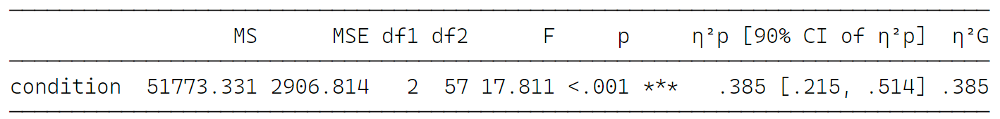 MS MSE df1 df2 F p η²p [90% CI of η²p] η²G
condition 51773.331 2906.814 2 57 17.811 <.001 *** .385 [.215, .514] .385